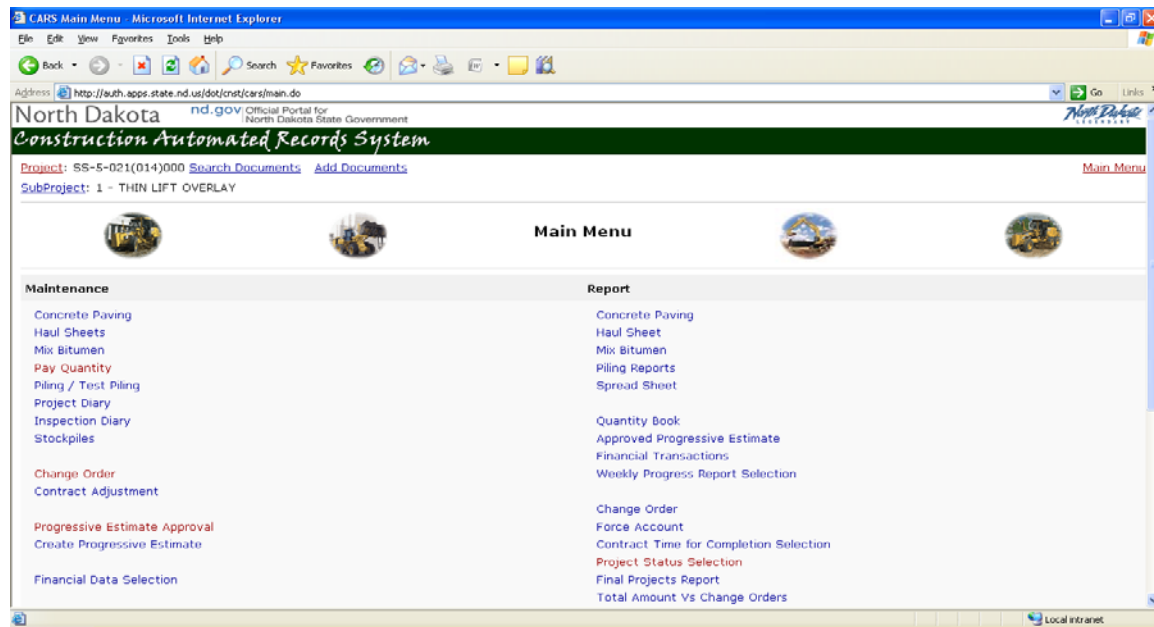 CARS Main Menu - Microsoft Internet Explorer
File Edit View Favorites Tools Help
Back Search Favorites
Address http://auth.apps.state.nd.us/dot/cnst/cars/main.do Go Links
North Dakota nd.gov Official Portal for
North Dakota State Government
North Dakota
LEGENDARY
Construction Automated Records System
Project: SS-5-021(014)000 Search Documents Add Documents Main Menu
SubProject: 1 - THIN LIFT OVERLAY
Main Menu
Maintenance
Concrete Paving
Haul Sheets
Mix Bitumen
Pay Quantity
Piling / Test Piling
Project Diary
Inspection Diary
Stockpiles
Change Order
Contract Adjustment
Progressive Estimate Approval
Create Progressive Estimate
Financial Data Selection
Report
Concrete Paving
Haul Sheet
Mix Bitumen
Piling Reports
Spread Sheet
Quantity Book
Approved Progressive Estimate
Financial Transactions
Weekly Progress Report Selection
Change Order
Force Account
Contract Time for Completion Selection
Project Status Selection
Final Projects Report
Total Amount Vs Change Orders
Local intranet